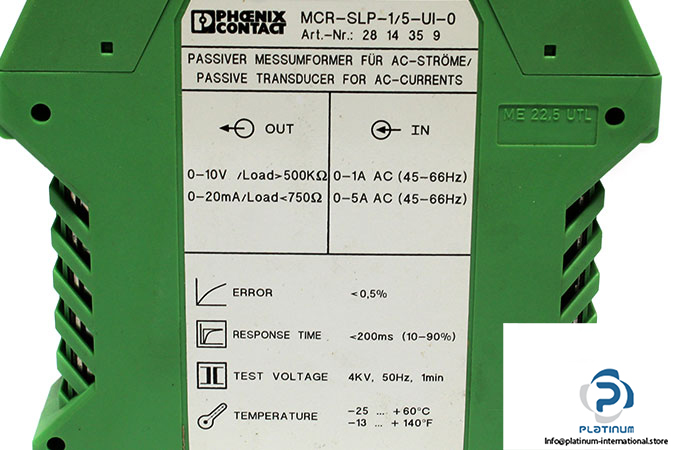 PHŒNIX CONTACT
MCR-SLP-1/5-UI-0
Art.-Nr.: 28 14 35 9
PASSIVER MESSUMFORMER FÜR AC-STRÖME/
PASSIVE TRANSDUCER FOR AC-CURRENTS
OUT
IN
0-10V /Load>500KΩ
0-1A AC (45-66Hz)
0-20mA/Load<750Ω
0-5A AC (45-66Hz)
ME 22,5 UTL
ERROR <0,5%
RESPONSE TIME <200ms (10-90%)
TEST VOLTAGE 4KV, 50Hz, 1min
TEMPERATURE -25 ... +60°C
-13 ... +140°F
PLATINUM
Info@platinum-international.store